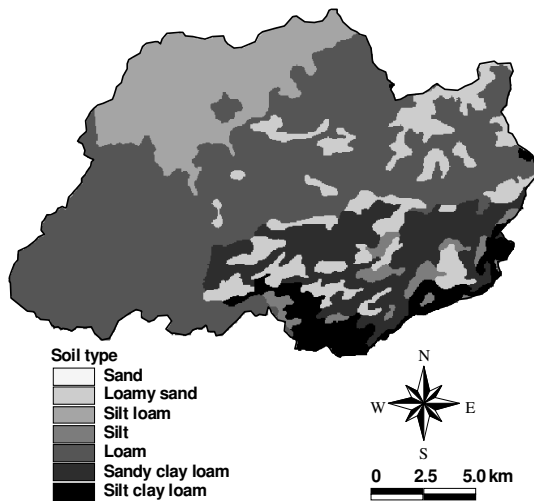 Soil type
Sand
Loamy sand
Silt loam
Silt
Loam
Sandy clay loam
Silt clay loam
N
W E
S
0 2.5 5.0 km